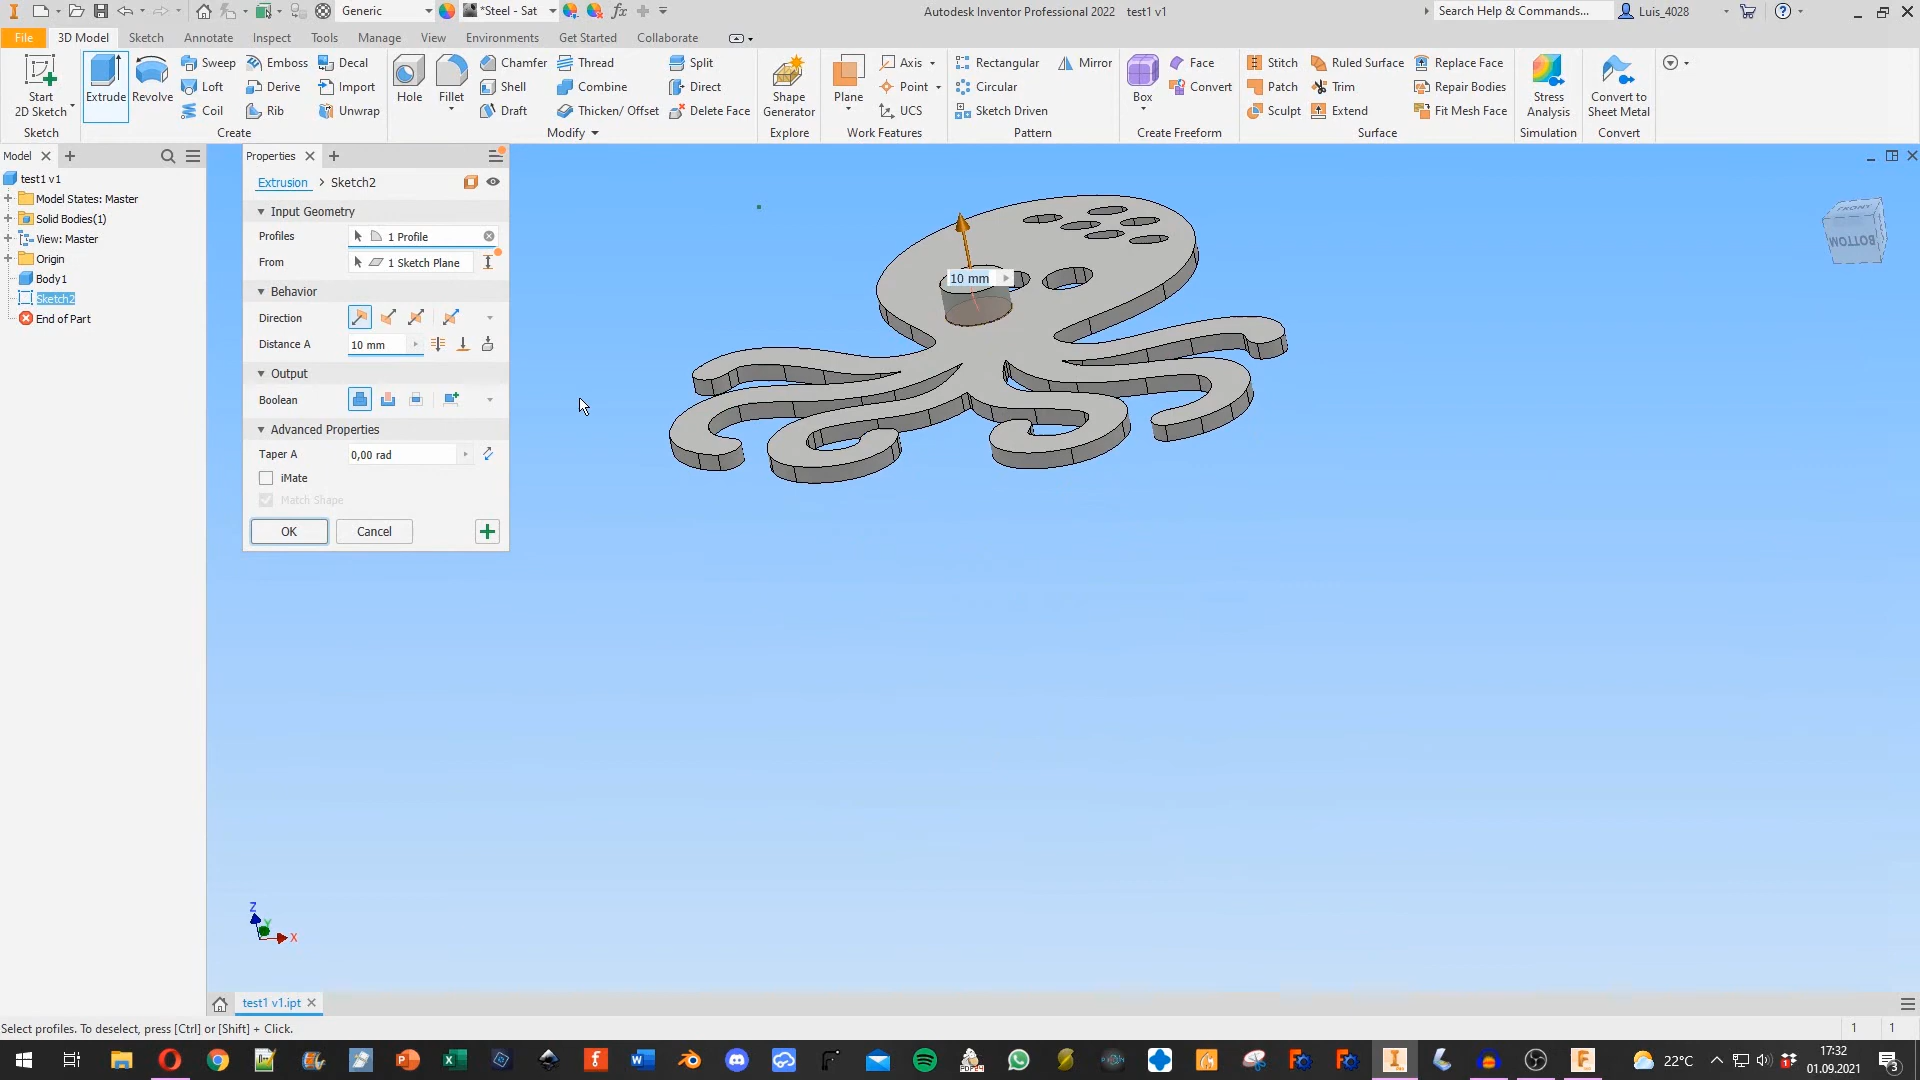 Generic
*Steel - Sat
Autodesk Inventor Professional 2022 test1 v1
Search Help & Commands...
Luis_4028
File 3D Model Sketch Annotate Inspect Tools Manage View Environments Get Started Collaborate
Start
2D Sketch
Sketch
Extrude
Revolve
Sweep Emboss Decal
Loft Derive Import
Coil Rib Unwrap
Create
Hole
Fillet
Chamfer Thread Split
Shell Combine Direct
Draft Thicken/ Offset Delete Face
Modify
Shape
Generator
Explore
Plane
Axis
Point
UCS
Work Features
Rectangular Mirror
Circular
Sketch Driven
Pattern
Box
Face
Convert
Create Freeform
Stitch Ruled Surface Replace Face
Patch Trim Repair Bodies
Sculpt Extend Fit Mesh Face
Surface
Stress
Analysis
Simulation
Convert to
Sheet Metal
Convert
Model
test1 v1
Model States: Master
Solid Bodies(1)
View: Master
Origin
Body1
Sketch2
End of Part
Properties
Extrusion > Sketch2
Input Geometry
Profiles 1 Profile
From 1 Sketch Plane
Behavior
Direction
Distance A 10 mm
Output
Boolean
Advanced Properties
Taper A 0,00 rad
iMate
Match Shape
OK Cancel
10 mm
FRONT
BOTTOM
Z
Y
X
test1 v1.ipt
Select profiles. To deselect, press [Ctrl] or [Shift] + Click.
1 1
22°C
17:32
01.09.2021
3